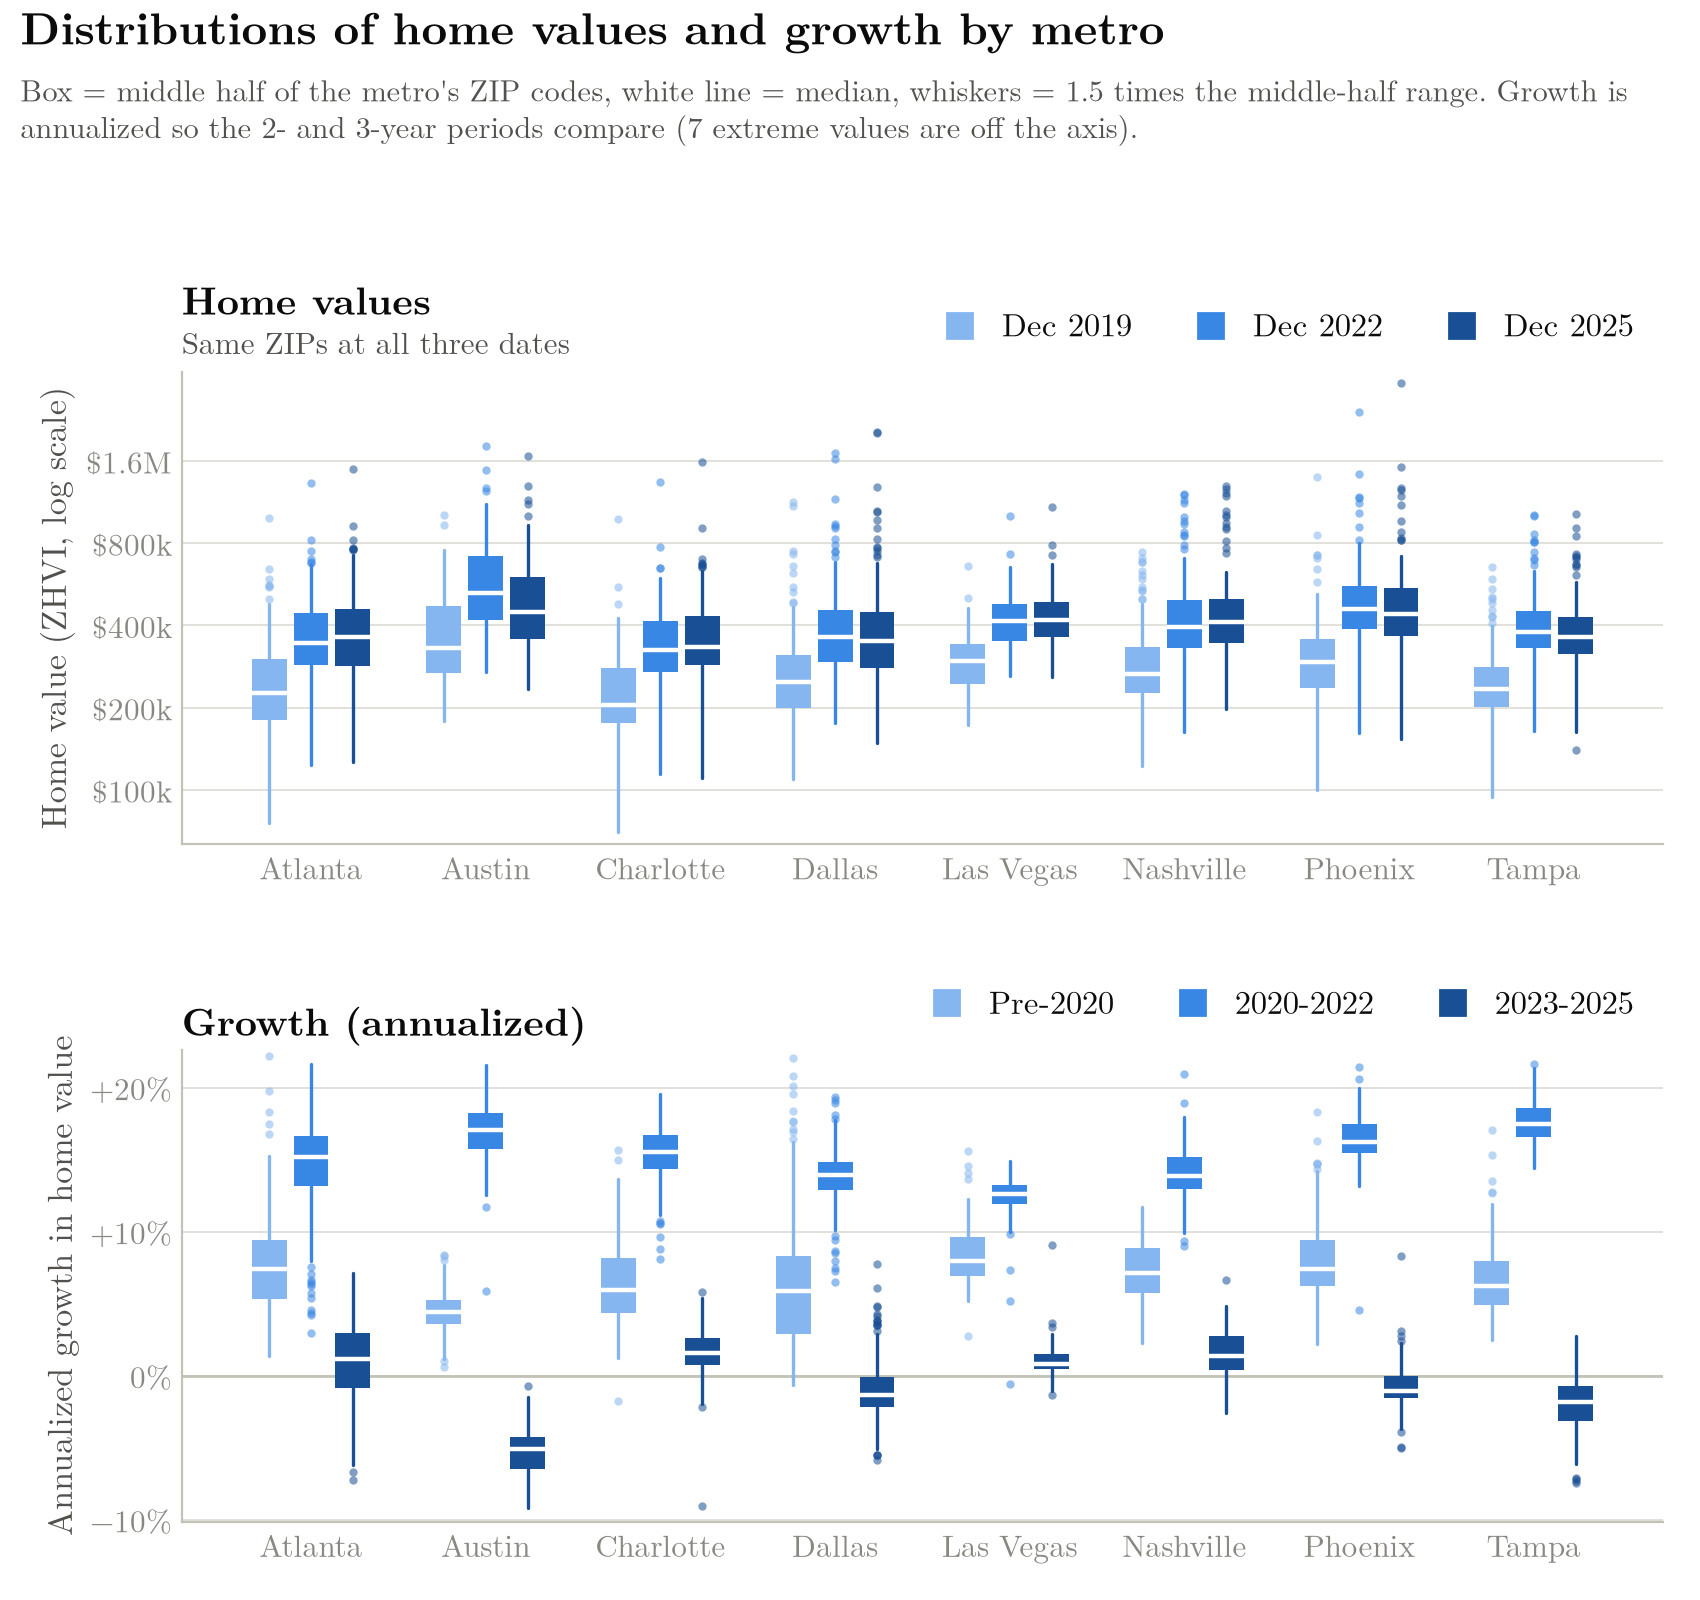 Distributions of home values and growth by metro
Box = middle half of the metro's ZIP codes, white line = median, whiskers = 1.5 times the middle-half range. Growth is
annualized so the 2- and 3-year periods compare (7 extreme values are off the axis).
Home values
Same ZIPs at all three dates
Dec 2019 Dec 2022 Dec 2025
Home value (ZHVI, log scale)
$1.6M
$800k
$400k
$200k
$100k
Atlanta Austin Charlotte Dallas Las Vegas Nashville Phoenix Tampa
Growth (annualized)
Pre-2020 2020-2022 2023-2025
Annualized growth in home value
+20%
+10%
0%
−10%
Atlanta Austin Charlotte Dallas Las Vegas Nashville Phoenix Tampa